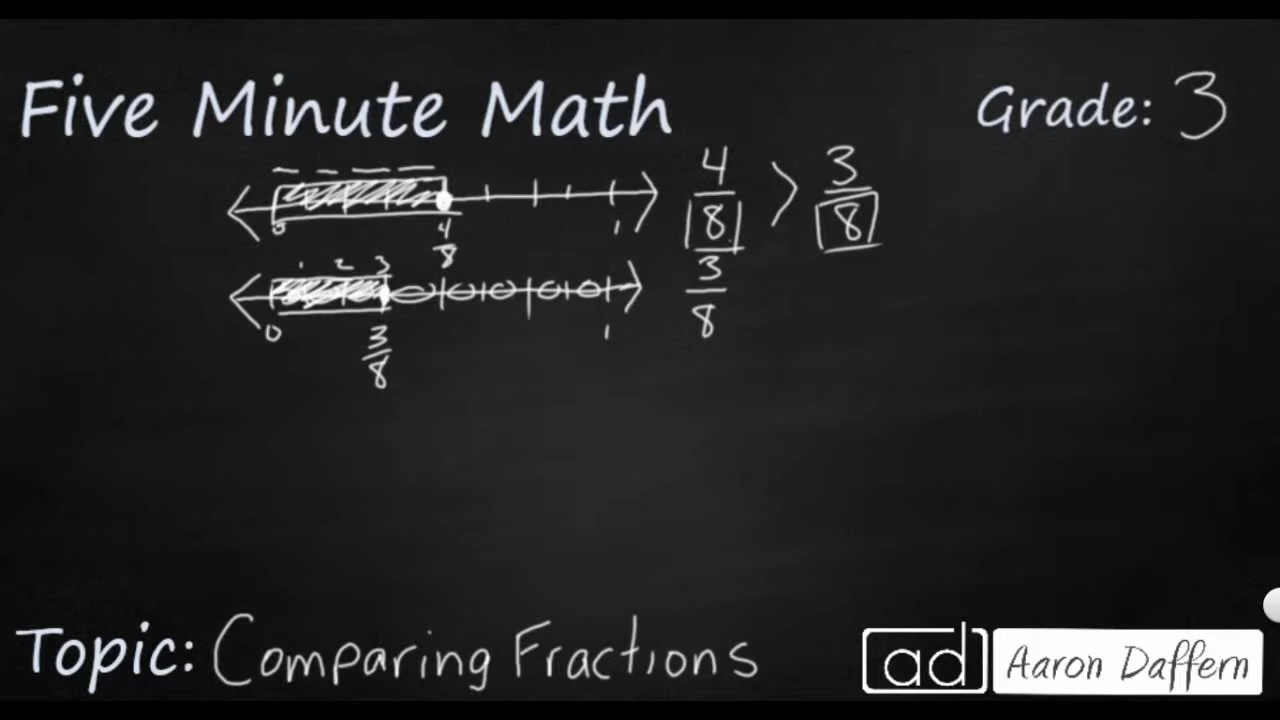 Five Minute Math
Grade: 3
4/8 > 3/8
0 4/8 1
3/8
1 2 3
0 3/8 1
Topic: Comparing Fractions
ad Aaron Daffern